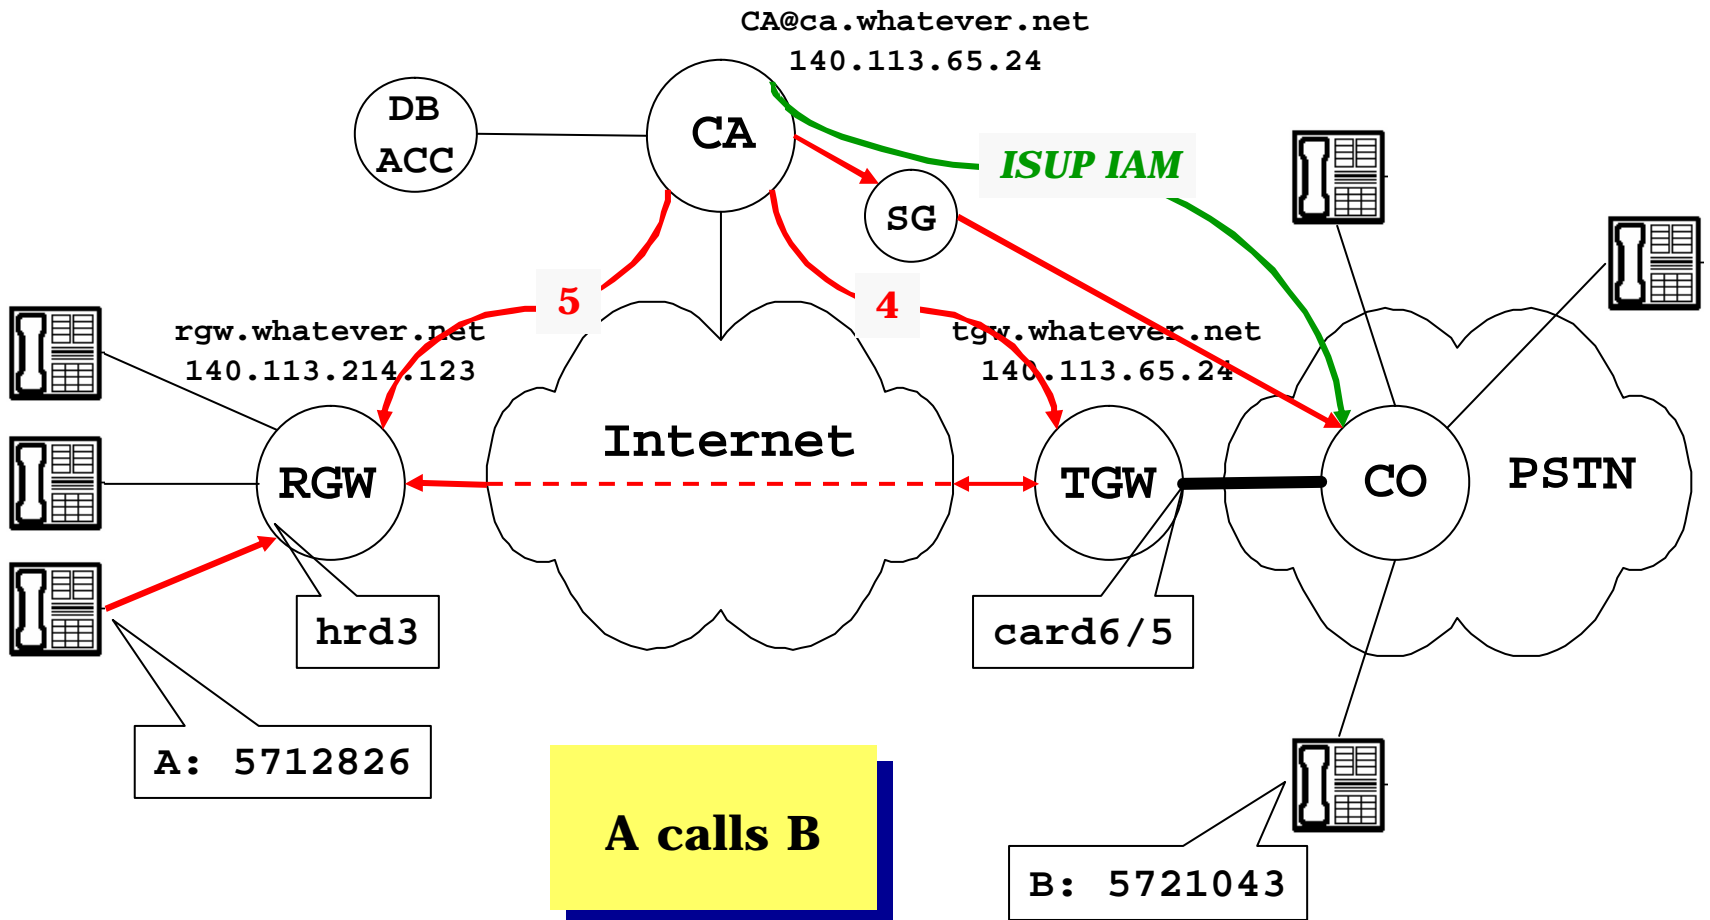 CA@ca.whatever.net
140.113.65.24
DB
ACC
CA
ISUP IAM
SG
5
4
rgw.whatever.net
140.113.214.123
tgw.whatever.net
140.113.65.24
Internet
RGW
TGW
CO
PSTN
hrd3
card6/5
A: 5712826
A calls B
B: 5721043